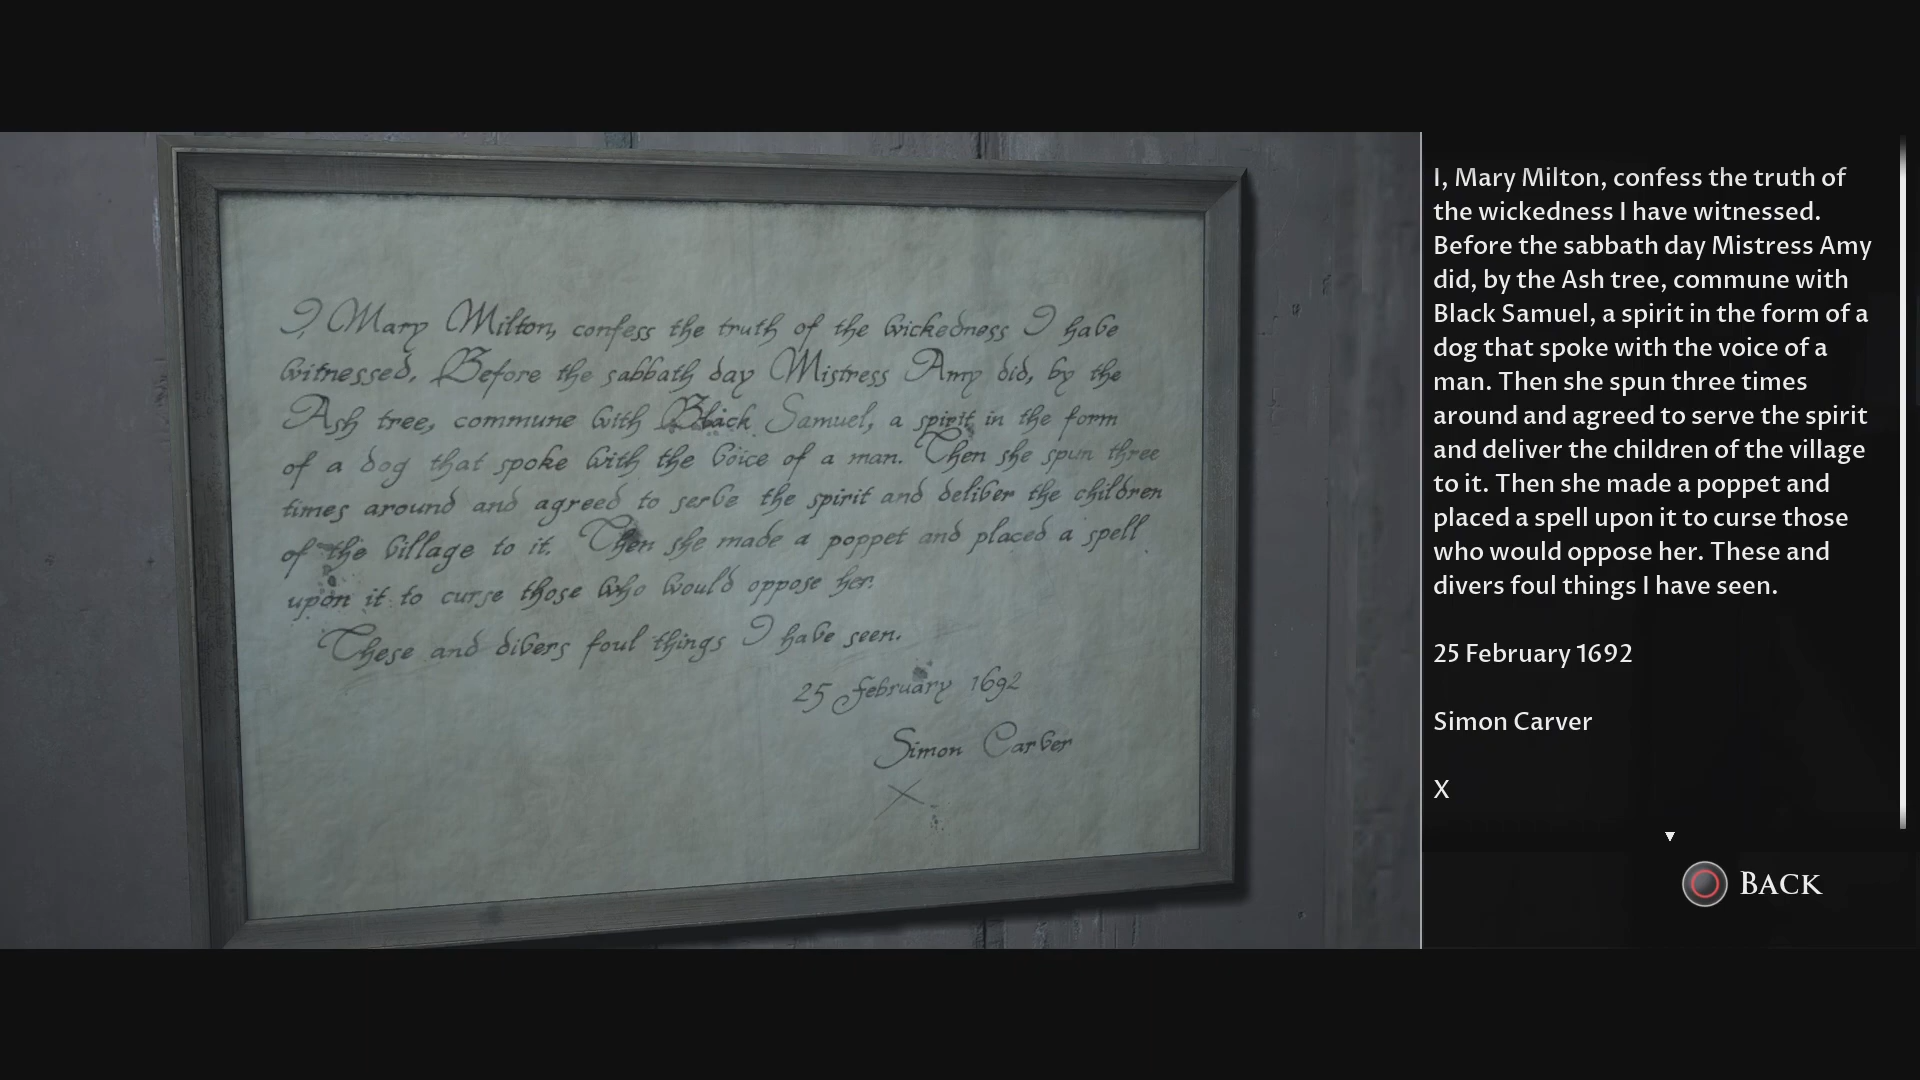 I, Mary Milton, confess the truth of the wickedness I have
witnessed. Before the sabbath day Mistress Amy did, by the
Ash tree, commune with Black Samuel, a spirit in the form
of a dog that spoke with the voice of a man. Then she spun three
times around and agreed to serve the spirit and deliver the children
of the village to it. Then she made a poppet and placed a spell
upon it to curse those who would oppose her.
These and divers foul things I have seen.
25 February 1692
Simon Carver
X
I, Mary Milton, confess the truth of
the wickedness I have witnessed.
Before the sabbath day Mistress Amy
did, by the Ash tree, commune with
Black Samuel, a spirit in the form of a
dog that spoke with the voice of a
man. Then she spun three times
around and agreed to serve the spirit
and deliver the children of the village
to it. Then she made a poppet and
placed a spell upon it to curse those
who would oppose her. These and
divers foul things I have seen.
25 February 1692
Simon Carver
X
BACK